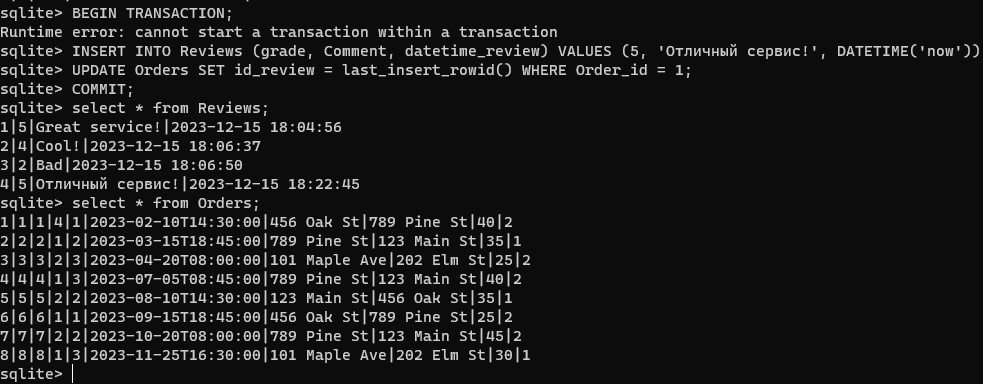 sqlite> BEGIN TRANSACTION;
Runtime error: cannot start a transaction within a transaction
sqlite> INSERT INTO Reviews (grade, Comment, datetime_review) VALUES (5, 'Отличный сервис!', DATETIME('now'))
sqlite> UPDATE Orders SET id_review = last_insert_rowid() WHERE Order_id = 1;
sqlite> COMMIT;
sqlite> select * from Reviews;
1|5|Great service!|2023-12-15 18:04:56
2|4|Cool!|2023-12-15 18:06:37
3|2|Bad|2023-12-15 18:06:50
4|5|Отличный сервис!|2023-12-15 18:22:45
sqlite> select * from Orders;
1|1|1|4|1|2023-02-10T14:30:00|456 Oak St|789 Pine St|40|2
2|2|2|1|2|2023-03-15T18:45:00|789 Pine St|123 Main St|35|1
3|3|3|2|3|2023-04-20T08:00:00|101 Maple Ave|202 Elm St|25|2
4|4|4|1|3|2023-07-05T08:45:00|789 Pine St|123 Main St|40|2
5|5|5|2|2|2023-08-10T14:30:00|123 Main St|456 Oak St|35|1
6|6|6|1|1|2023-09-15T18:45:00|456 Oak St|789 Pine St|25|2
7|7|7|2|2|2023-10-20T08:00:00|789 Pine St|123 Main St|45|2
8|8|8|1|3|2023-11-25T16:30:00|101 Maple Ave|202 Elm St|30|1
sqlite>